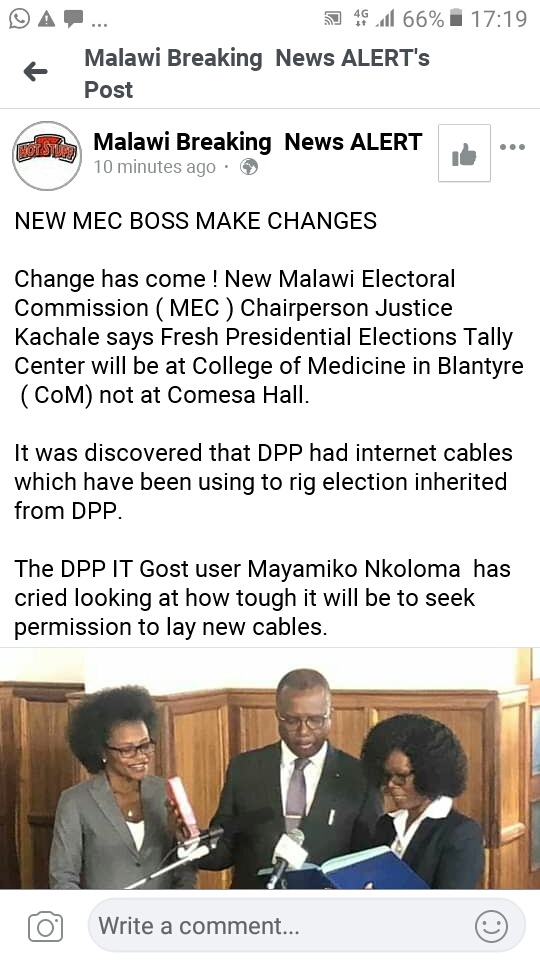 ... 4G 66% 17:19
Malawi Breaking News ALERT's
Post
HOT STUFF
Malawi Breaking News ALERT
10 minutes ago ·
NEW MEC BOSS MAKE CHANGES
Change has come ! New Malawi Electoral
Commission ( MEC ) Chairperson Justice
Kachale says Fresh Presidential Elections Tally
Center will be at College of Medicine in Blantyre
( CoM) not at Comesa Hall.
It was discovered that DPP had internet cables
which have been using to rig election inherited
from DPP.
The DPP IT Gost user Mayamiko Nkoloma has
cried looking at how tough it will be to seek
permission to lay new cables.
Write a comment...